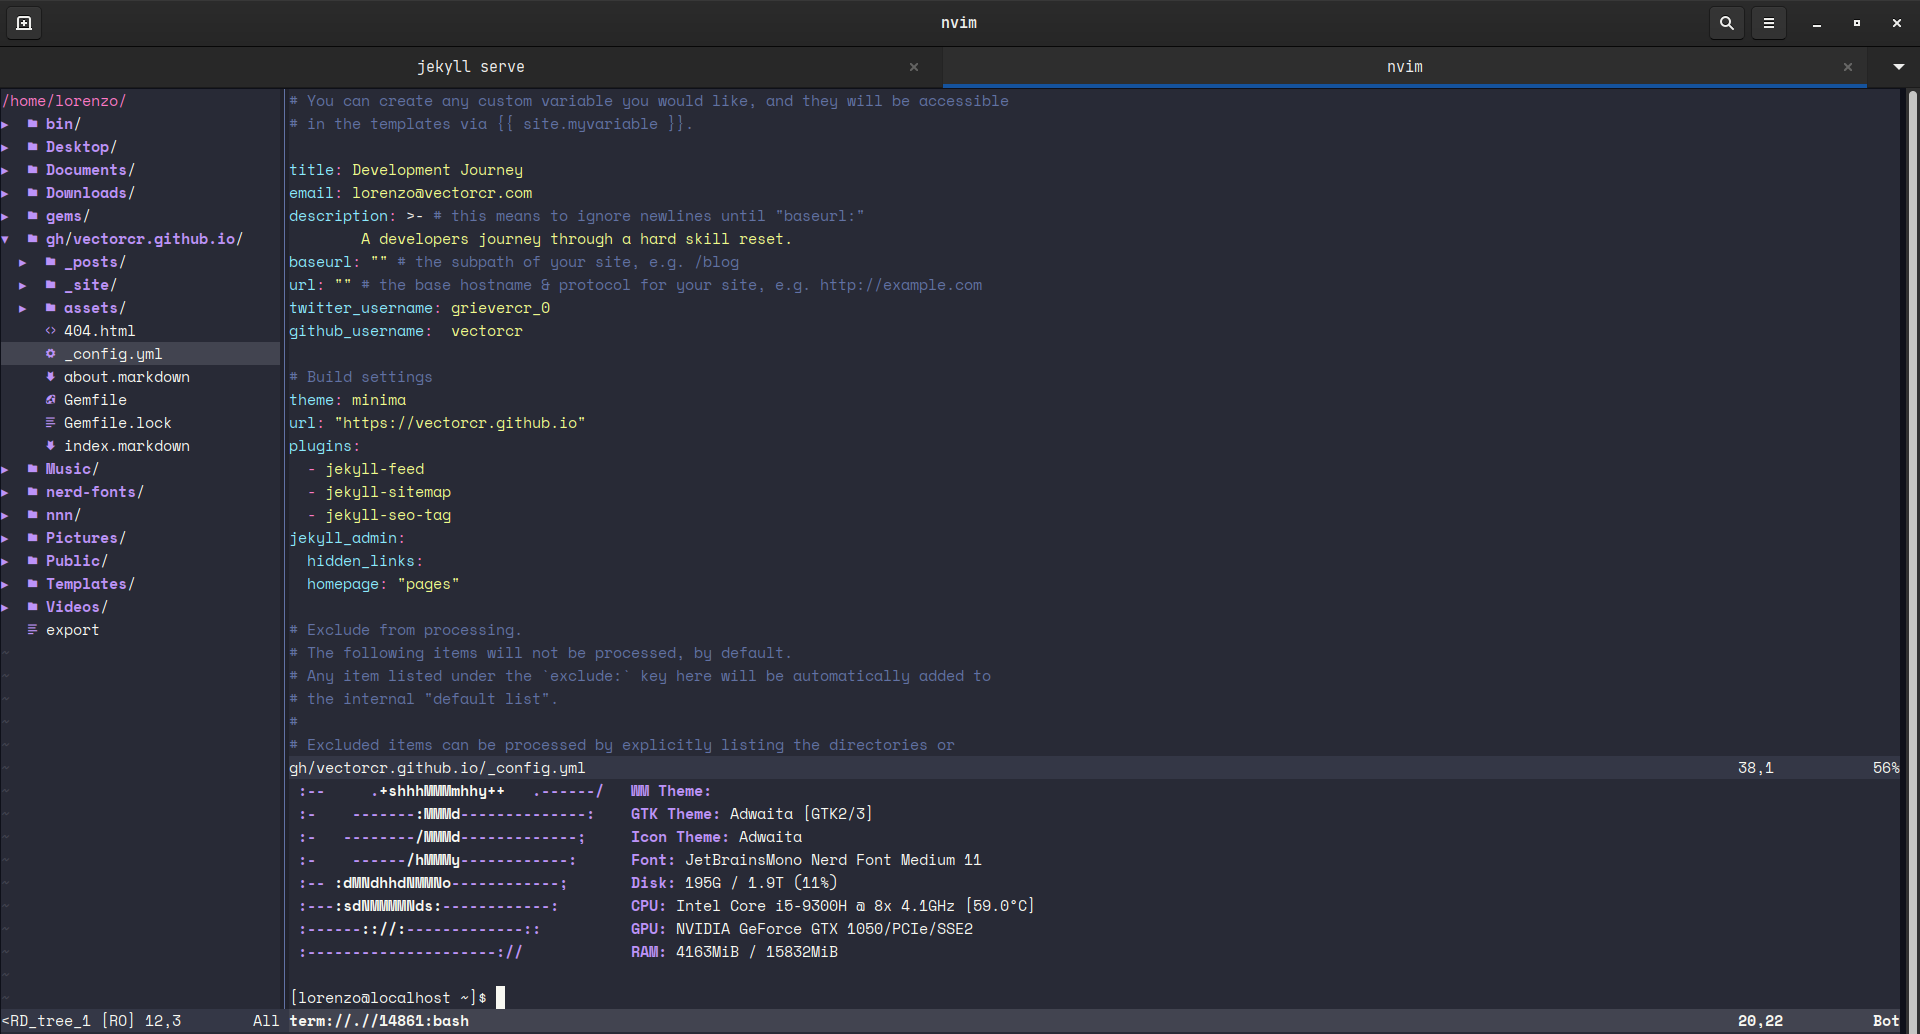 nvim
jekyll serve
nvim
/home/lorenzo/
bin/
Desktop/
Documents/
Downloads/
gems/
gh/vectorcr.github.io/
_posts/
_site/
assets/
404.html
_config.yml
about.markdown
Gemfile
Gemfile.lock
index.markdown
Music/
nerd-fonts/
nnn/
Pictures/
Public/
Templates/
Videos/
export
<RD_tree_1 [RO] 12,3 All
# You can create any custom variable you would like, and they will be accessible
# in the templates via {{ site.myvariable }}.
title: Development Journey
email: lorenzo@vectorcr.com
description: >- # this means to ignore newlines until "baseurl:"
A developers journey through a hard skill reset.
baseurl: "" # the subpath of your site, e.g. /blog
url: "" # the base hostname & protocol for your site, e.g. http://example.com
twitter_username: grievercr_0
github_username:  vectorcr
# Build settings
theme: minima
url: "https://vectorcr.github.io"
plugins:
- jekyll-feed
- jekyll-sitemap
- jekyll-seo-tag
jekyll_admin:
hidden_links:
homepage: "pages"
# Exclude from processing.
# The following items will not be processed, by default.
# Any item listed under the `exclude:` key here will be automatically added to
# the internal "default list".
#
# Excluded items can be processed by explicitly listing the directories or
gh/vectorcr.github.io/_config.yml 38,1 56%
:--     .+shhhMMMmhhy++   .------/   WM Theme:
:-    -------:MMMd--------------:    GTK Theme: Adwaita [GTK2/3]
:-   --------/MMMd-------------;     Icon Theme: Adwaita
:-    ------/hMMMy------------:      Font: JetBrainsMono Nerd Font Medium 11
:-- :dMNdhhdNMMNo------------;       Disk: 195G / 1.9T (11%)
:---:sdNMMMMNds:------------:        CPU: Intel Core i5-9300H @ 8x 4.1GHz [59.0°C]
:------:://:-------------::          GPU: NVIDIA GeForce GTX 1050/PCIe/SSE2
:---------------------://            RAM: 4163MiB / 15832MiB
[lorenzo@localhost ~]$
term://.//14861:bash 20,22 Bot